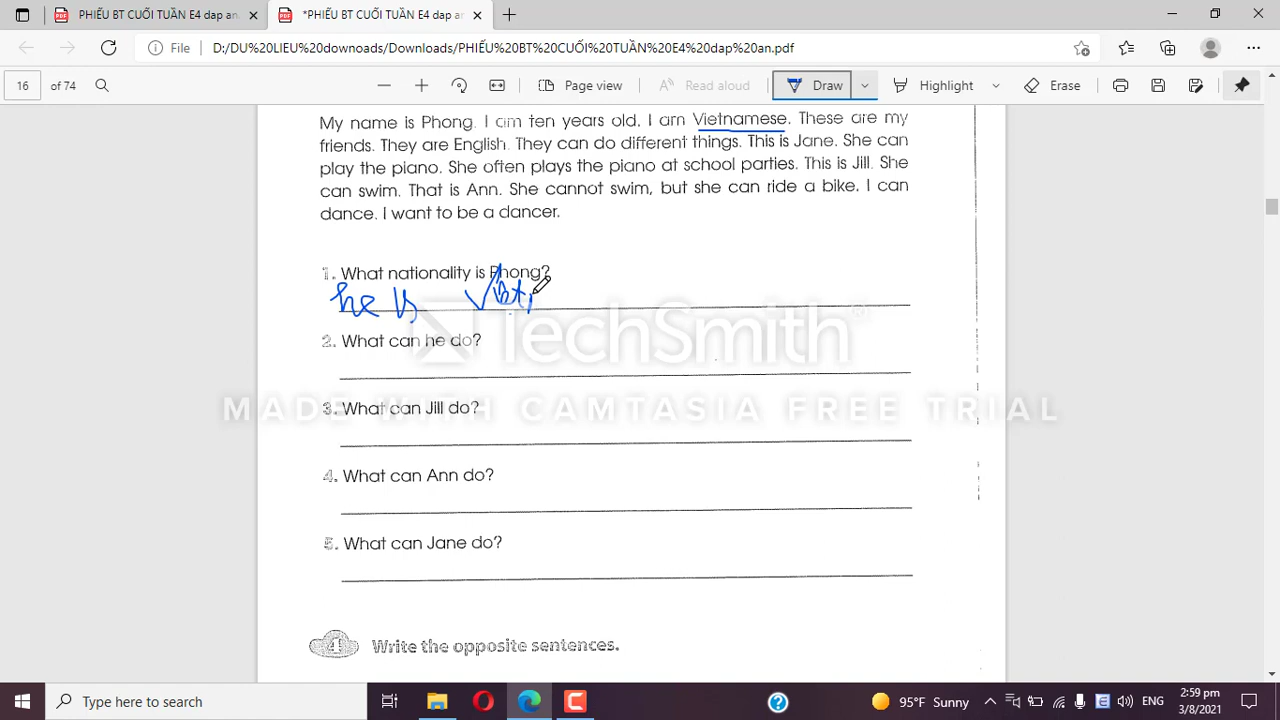 PHIẾU BT CUỐI TUẦN E4 dap an.
*PHIẾU BT CUỐI TUẦN E4 dap ar
File
D:/DU%20LIEU%20downoads/Downloads/PHIẾU%20BT%20CUỐI%20TUẦN%20E4%20dap%20an.pdf
16 of 74
Page view
Read aloud
Draw
Highlight
Erase
My name is Phong. I am ten years old. I am Vietnamese. These are my
friends. They are English. They can do different things. This is Jane. She can
play the piano. She often plays the piano at school parties. This is Jill. She
can swim. That is Ann. She cannot swim, but she can ride a bike. I can
dance. I want to be a dancer.
1. What nationality is Phong?
he is
TechSmith®
2. What can he do?
MADE WITH CAMTASIA FREE TRIAL
3. What can Jill do?
4. What can Ann do?
5. What can Jane do?
4 Write the opposite sentences.
Type here to search
95°F Sunny
ENG
2:59 pm
3/8/2021